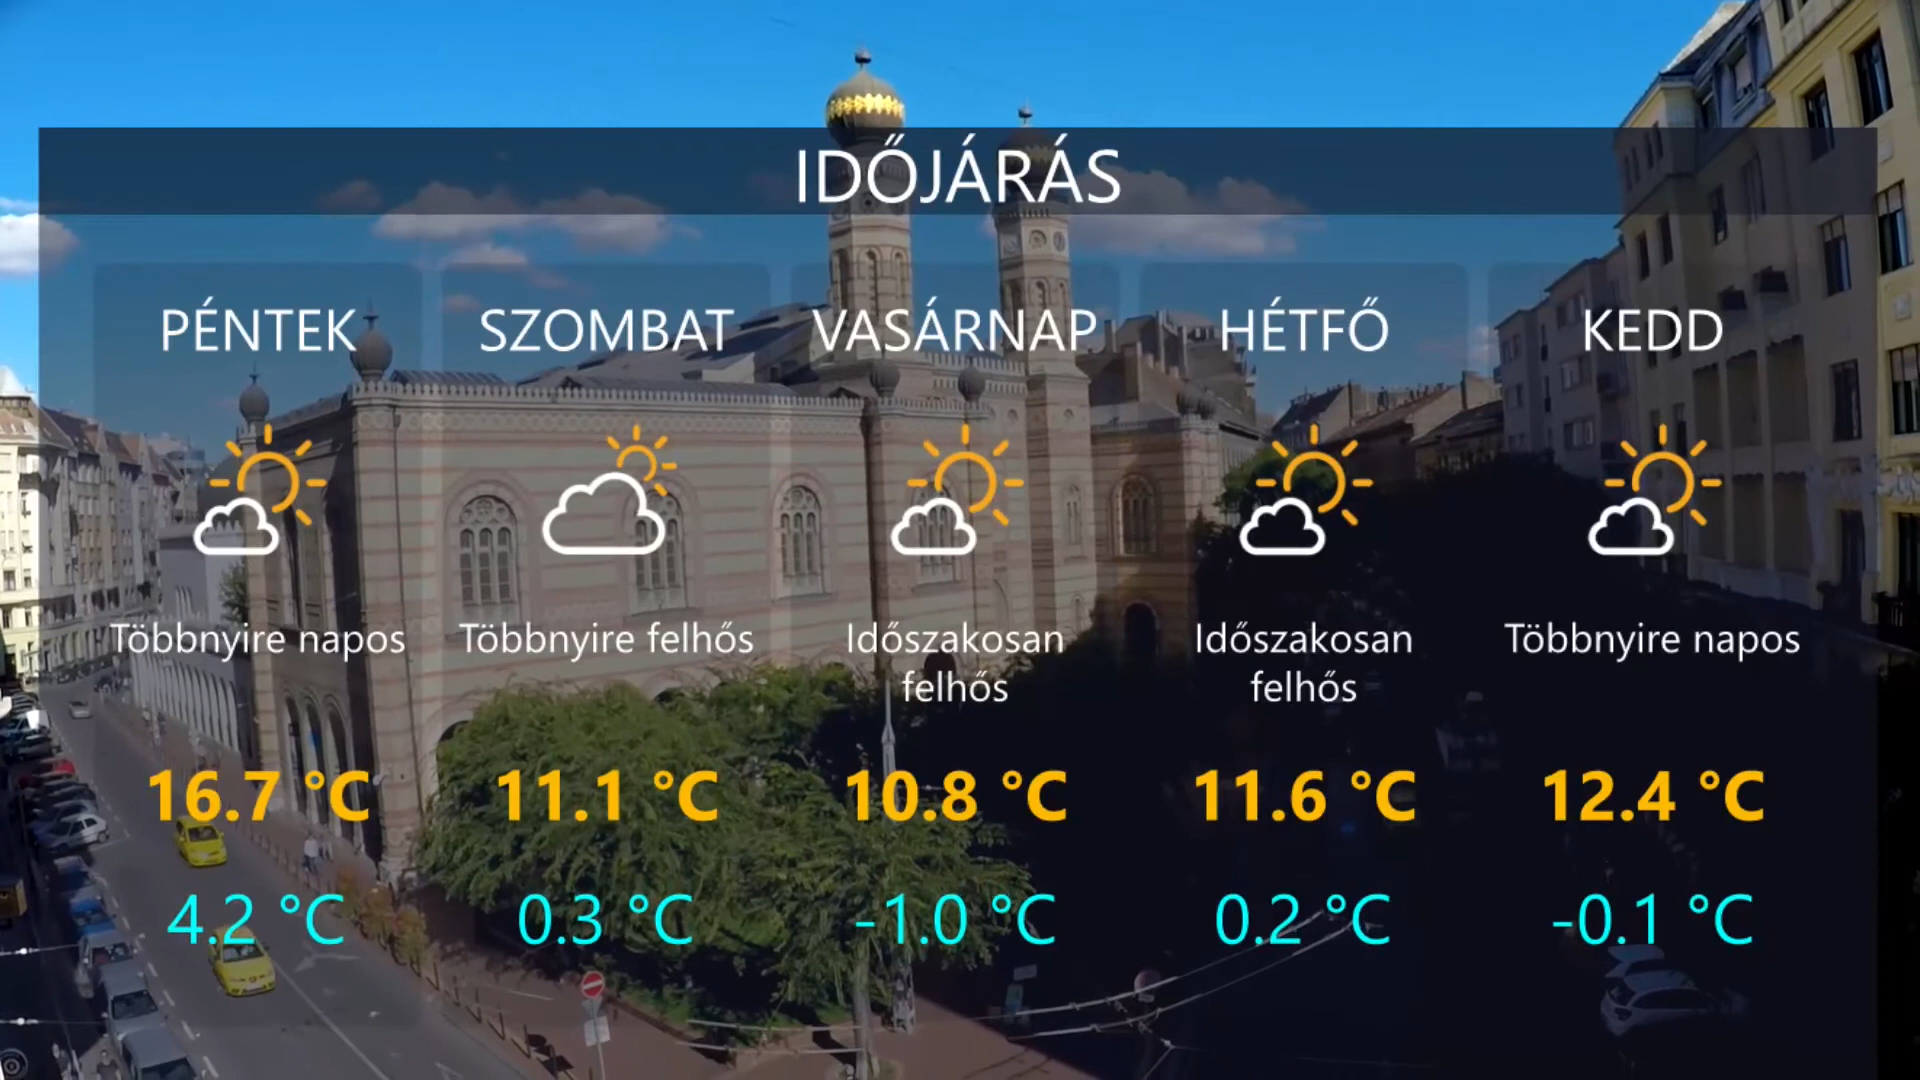 IDŐJÁRÁS
PÉNTEK
Többnyire napos
16.7 °C
4.2 °C
SZOMBAT
Többnyire felhős
11.1 °C
0.3 °C
VASÁRNAP
Időszakosan
felhős
10.8 °C
-1.0 °C
HÉTFŐ
Időszakosan
felhős
11.6 °C
0.2 °C
KEDD
Többnyire napos
12.4 °C
-0.1 °C